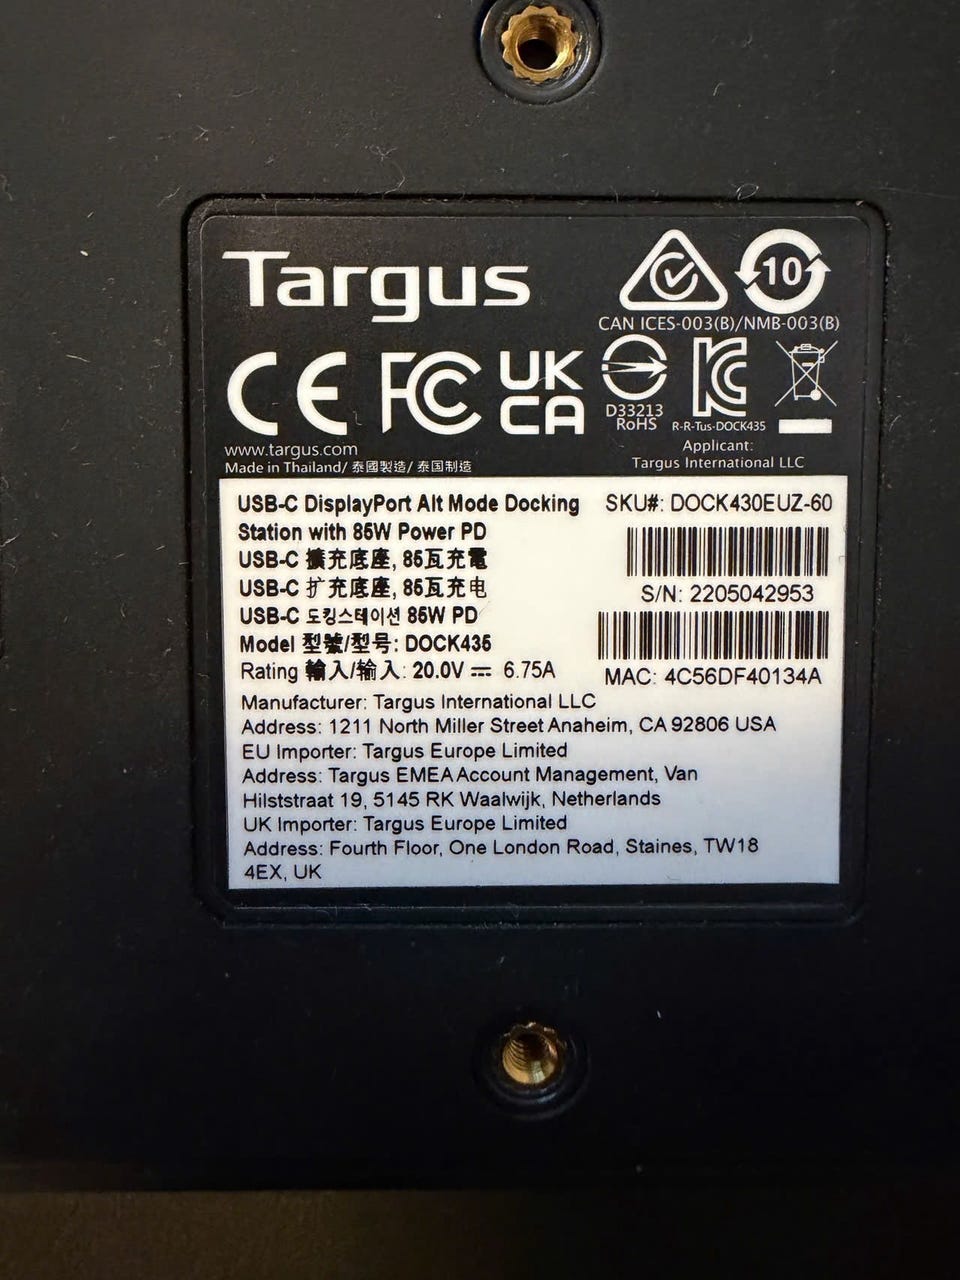 Targus
10
CAN ICES-003(B)/NMB-003(B)
CE FC UK
CA
D33213
RoHS
R-R-Tus-DOCK435
www.targus.com
Made in Thailand/ 泰國製造/ 泰国制造
Applicant:
Targus International LLC
USB-C DisplayPort Alt Mode Docking
Station with 85W Power PD
USB-C 擴充底座, 85瓦充電
USB-C 扩充底座, 85瓦充电
USB-C 도킹스테이션 85W PD
Model 型號/型号: DOCK435
Rating 輸入/输入: 20.0V ⎓ 6.75A
SKU#: DOCK430EUZ-60
S/N: 2205042953
MAC: 4C56DF40134A
Manufacturer: Targus International LLC
Address: 1211 North Miller Street Anaheim, CA 92806 USA
EU Importer: Targus Europe Limited
Address: Targus EMEA Account Management, Van
Hilststraat 19, 5145 RK Waalwijk, Netherlands
UK Importer: Targus Europe Limited
Address: Fourth Floor, One London Road, Staines, TW18
4EX, UK